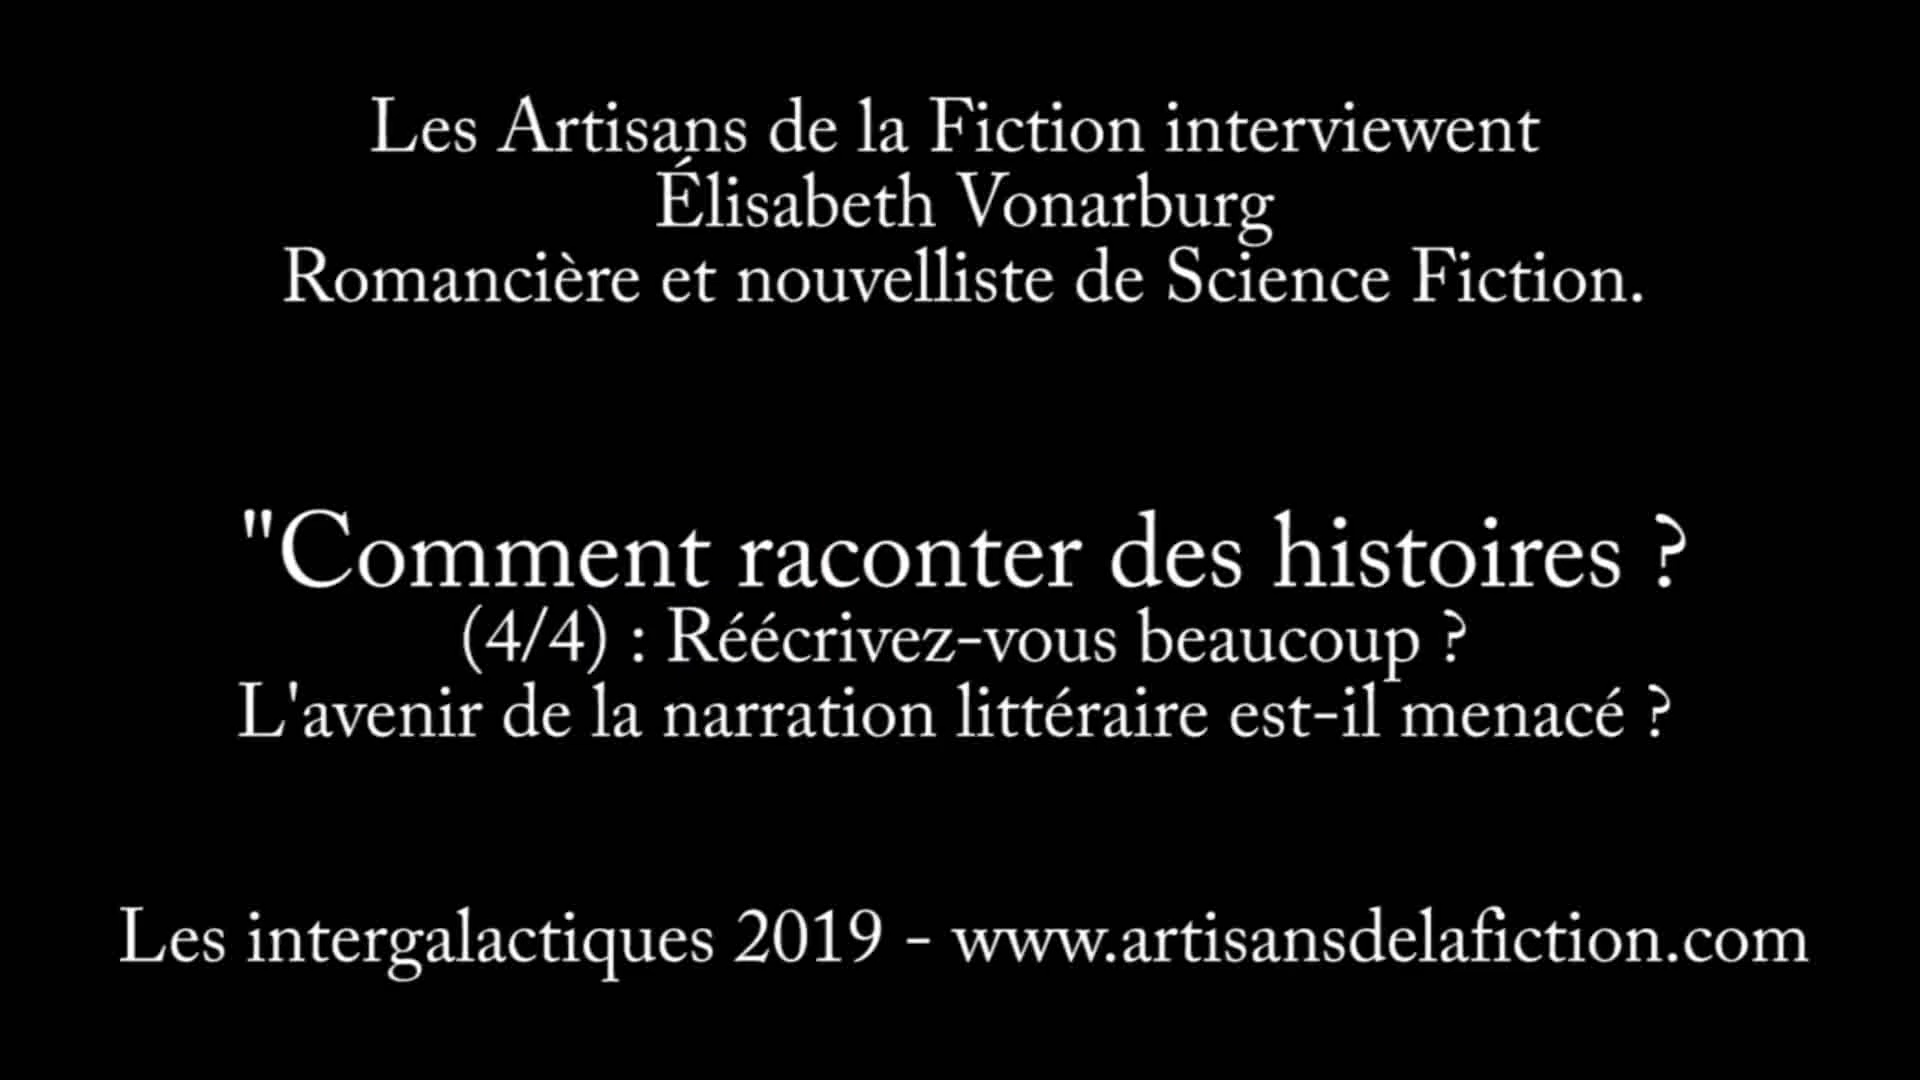 Les Artisans de la Fiction interviewent
Élisabeth Vonarburg
Romancière et nouvelliste de Science Fiction.
"Comment raconter des histoires ?
(4/4) : Réécrivez-vous beaucoup ?
L'avenir de la narration littéraire est-il menacé ?
Les intergalactiques 2019 - www.artisansdelafiction.com